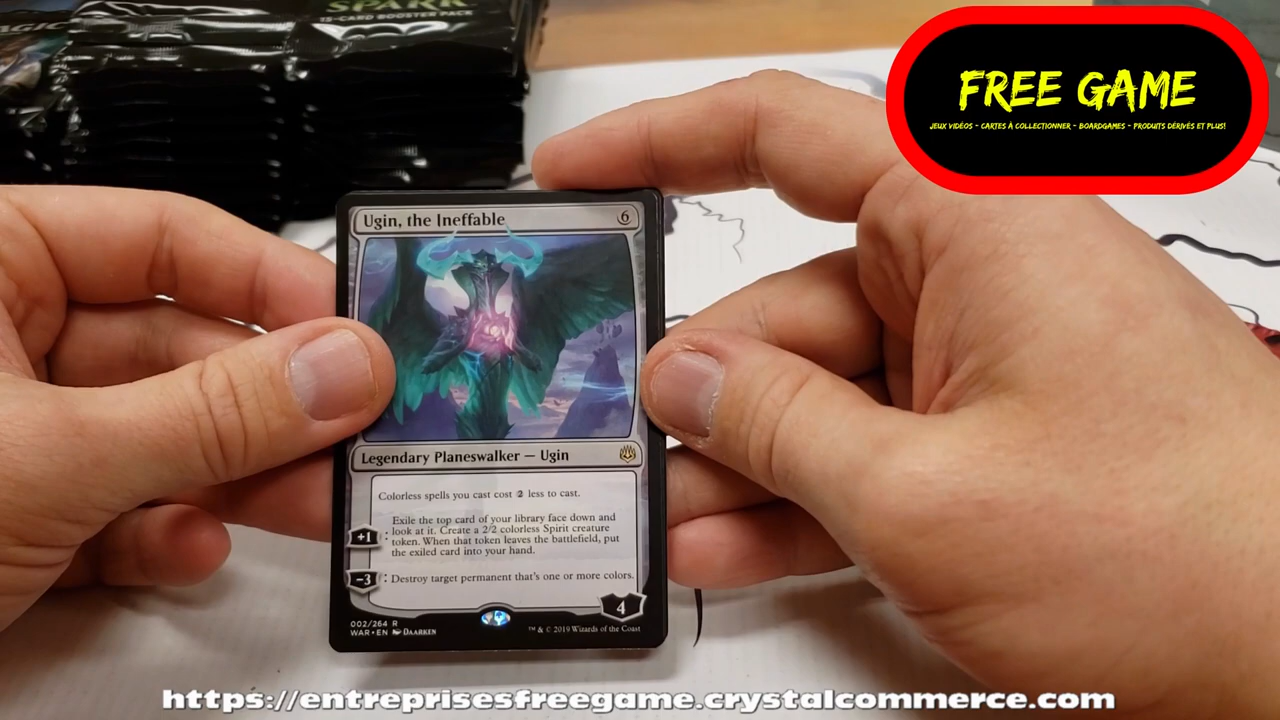 MAGIC
SPARK
15-CARD BOOSTER PACK
FREE GAME
JEUX VIDÉOS - CARTES À COLLECTIONNER - BOARDGAMES - PRODUITS DÉRIVÉS ET PLUS!
Ugin, the Ineffable 6
Legendary Planeswalker — Ugin
Colorless spells you cast cost 2 less to cast.
Exile the top card of your library face down and
+1 : look at it. Create a 2/2 colorless Spirit creature
token. When that token leaves the battlefield, put
the exiled card into your hand.
−3 : Destroy target permanent that's one or more colors.
4
002/264 R
WAR • EN DAARKEN
™ & © 2019 Wizards of the Coast
https://entreprisesfreegame.crystalcommerce.com